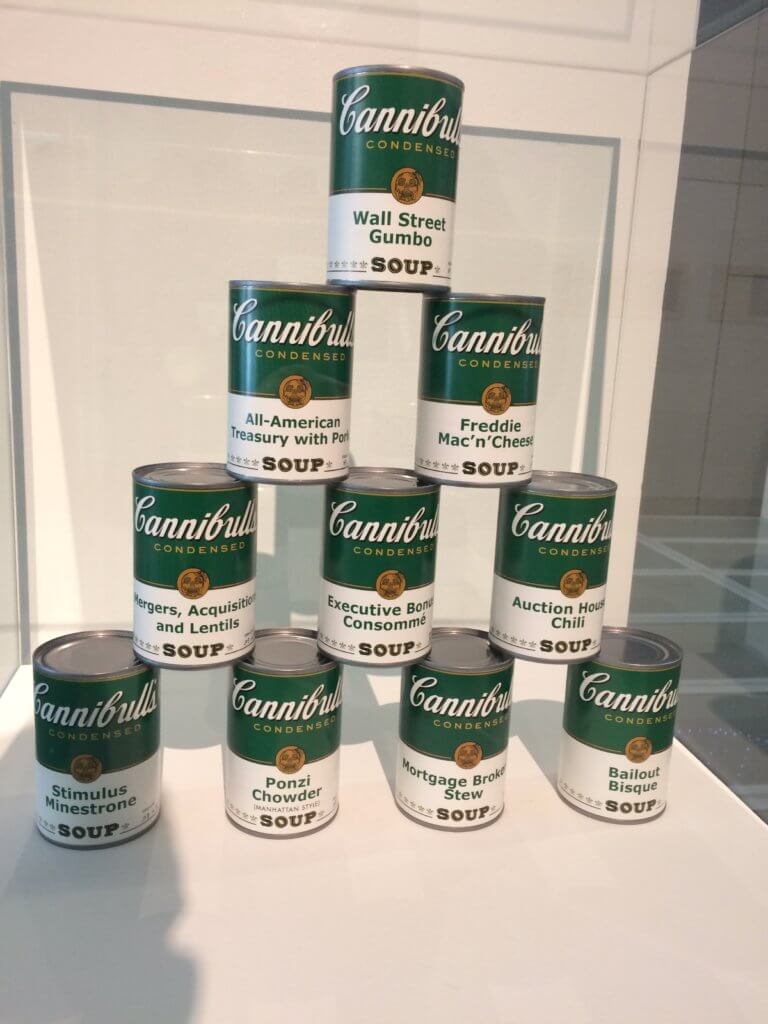 Cannibull
CONDENSED
Wall Street
Gumbo
SOUP
Cannibull's
CONDENSED
All-American
Treasury with Pork
SOUP
Cannibull
CONDENSED
Freddie
Mac'n'Cheese
SOUP
Cannibull's
CONDENSED
Mergers, Acquisitions
and Lentils
SOUP
Cannibull's
CONDENSED
Executive Bonus
Consommé
SOUP
Cannibull
CONDENSED
Auction House
Chili
SOUP
Cannibull's
CONDENSED
Stimulus
Minestrone
SOUP
Cannibull
CONDENSED
Ponzi
Chowder
(MANHATTAN STYLE)
SOUP
Cannibull's
CONDENSED
Mortgage Broker
Stew
SOUP
Cannibull
CONDENSED
Bailout
Bisque
SOUP